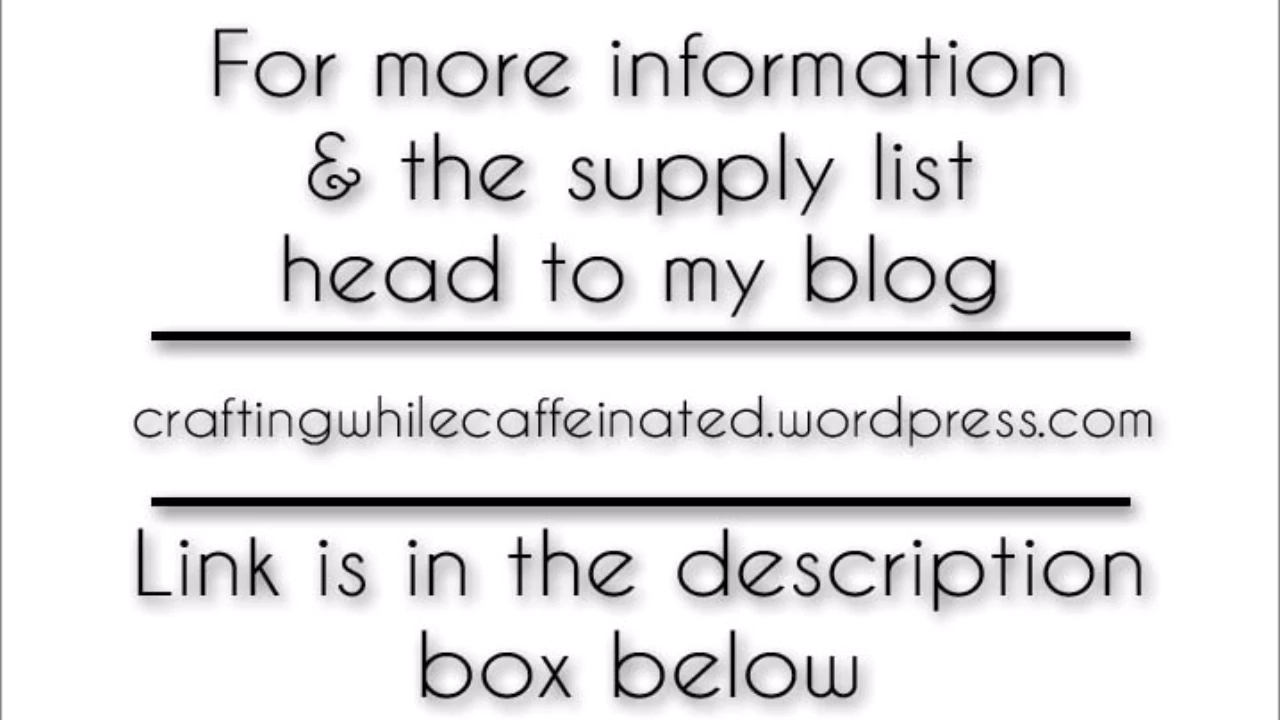 For more information
& the supply list
head to my blog
craftingwhilecaffeinated.wordpress.com
Link is in the description
box below